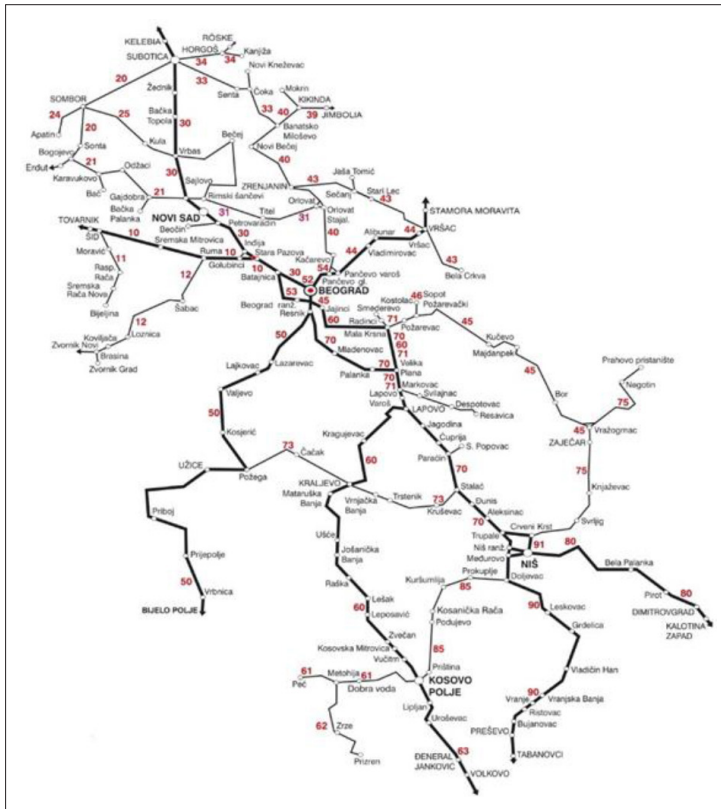 KELEBIA
RÖSKE
HORGOŠ
SUBOTICA
34
34
Kanjiža
Novi Kneževac
20
33
Žednik
Senta
Čoka
Mokrin
KIKINDA
SOMBOR
24
25
Bačka
Topola
30
33
40
39
JIMBOLIA
Apatin
20
Banatsko
Miloševo
Bogojevo
Sonta
Kula
Vrbas
Bečej
Novi Bečej
Erdut
21
Odžaci
30
40
Karavukovo
Sajlovo
Jaša Tomić
Bač
Gajdobra
21
ZRENJANIN
43
Sečanj
Stari Lec
Rimski šančevi
Bačka
Palanka
Orlovat
43
STAMORA MORAVITA
NOVI SAD
31
Titel
31
Orlovat
Stajal.
TOVARNIK
Beočin
Petrovaradin
44
VRŠAC
ŠID
10
Sremska Mitrovica
30
40
Alibunar
44
Vršac
Moravić
11
Ruma
Inđija
Stara Pazova
Kačarevo
Vladimirovac
43
Rasp.
Rača
10
Golubinci
10
30
54
Pančevo varoš
Bela Crkva
Sremska
Rača Nova
12
Batajnica
52
Pančevo gl.
BEOGRAD
46
Sopot
Bijeljina
Šabac
53
45
Kostolac
Požarevački
Beograd ranž.
Jajinci
Smederevo
Resnik
60
Radinci
71
Požarevac
45
Koviljača
12
Loznica
50
Mala Krsna
70
Kučevo
Zvornik Novi
Brasina
70
Mladenovac
60
71
Majdanpek
Prahovo pristanište
Zvornik Grad
Lajkovac
Lazarevac
Palanka
70
Velika
Plana
45
Negotin
70
71
Markovac
75
Valjevo
Lapovo
Varoš
Svilajnac
Bor
LAPOVO
Despotovac
Resavica
45
Vražogrnac
50
Kosjerić
Kragujevac
Jagodina
ZAJEČAR
73
Ćuprija
S. Popovac
UŽICE
Čačak
60
Paraćin
70
75
Požega
KRALJEVO
Stalać
Mataruška
Banja
Vrnjačka
Banja
Trstenik
73
Knjaževac
Priboj
Kruševac
Đunis
Aleksinac
Ušće
70
Svrljig
Crveni Krst
Trupale
91
80
Prijepolje
Jošanička
Banja
Niš ranž.
NIŠ
Međurovo
Bela Palanka
50
Raška
Prokuplje
Doljevac
Pirot
80
Vrbnica
Kuršumlija
85
60
Lešak
90
Leskovac
DIMITROVGRAD
BIJELO POLJE
Leposavić
Kosanička Rača
KALOTINA
ZAPAD
Podujevo
Grdelica
Zvečan
Kosovska Mitrovica
85
Vučitrn
Priština
Vladičin Han
61
Metohija
61
Peć
Dobra voda
KOSOVO
POLJE
90
Vranjska Banja
Vranje
Lipljan
Ristovac
62
Zrze
Uroševac
Bujanovac
PREŠEVO
Prizren
ĐENERAL
JANKOVIĆ
63
TABANOVCI
VOLKOVO